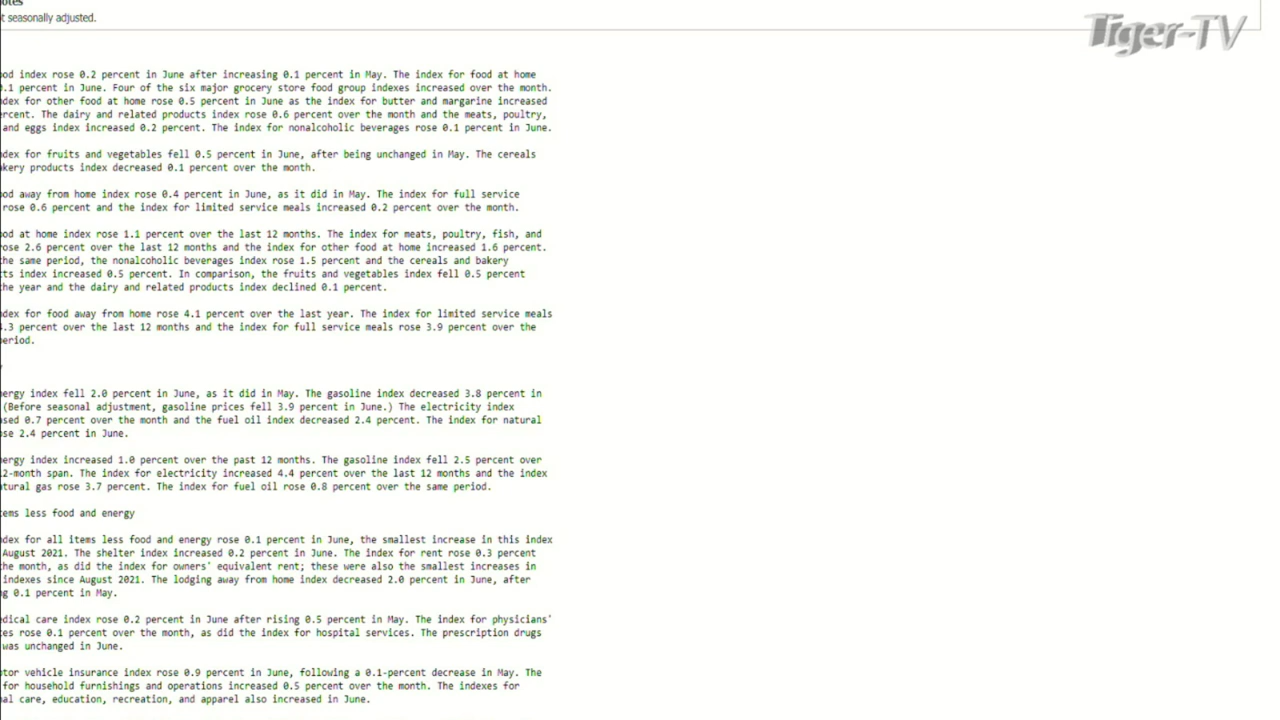 otes
t seasonally adjusted.
Tiger-TV
od index rose 0.2 percent in June after increasing 0.1 percent in May. The index for food at home
.1 percent in June. Four of the six major grocery store food group indexes increased over the month.
dex for other food at home rose 0.5 percent in June as the index for butter and margarine increased
ercent. The dairy and related products index rose 0.6 percent over the month and the meats, poultry,
and eggs index increased 0.2 percent. The index for nonalcoholic beverages rose 0.1 percent in June.
dex for fruits and vegetables fell 0.5 percent in June, after being unchanged in May. The cereals
kery products index decreased 0.1 percent over the month.
od away from home index rose 0.4 percent in June, as it did in May. The index for full service
rose 0.6 percent and the index for limited service meals increased 0.2 percent over the month.
od at home index rose 1.1 percent over the last 12 months. The index for meats, poultry, fish, and
ose 2.6 percent over the last 12 months and the index for other food at home increased 1.6 percent.
the same period, the nonalcoholic beverages index rose 1.5 percent and the cereals and bakery
ts index increased 0.5 percent. In comparison, the fruits and vegetables index fell 0.5 percent
he year and the dairy and related products index declined 0.1 percent.
dex for food away from home rose 4.1 percent over the last year. The index for limited service meals
.3 percent over the last 12 months and the index for full service meals rose 3.9 percent over the
eriod.
y
ergy index fell 2.0 percent in June, as it did in May. The gasoline index decreased 3.8 percent in
(Before seasonal adjustment, gasoline prices fell 3.9 percent in June.) The electricity index
sed 0.7 percent over the month and the fuel oil index decreased 2.4 percent. The index for natural
se 2.4 percent in June.
ergy index increased 1.0 percent over the past 12 months. The gasoline index fell 2.5 percent over
2-month span. The index for electricity increased 4.4 percent over the last 12 months and the index
tural gas rose 3.7 percent. The index for fuel oil rose 0.8 percent over the same period.
ems less food and energy
dex for all items less food and energy rose 0.1 percent in June, the smallest increase in this index
August 2021. The shelter index increased 0.2 percent in June. The index for rent rose 0.3 percent
the month, as did the index for owners' equivalent rent; these were also the smallest increases in
indexes since August 2021. The lodging away from home index decreased 2.0 percent in June, after
g 0.1 percent in May.
dical care index rose 0.2 percent in June after rising 0.5 percent in May. The index for physicians'
es rose 0.1 percent over the month, as did the index for hospital services. The prescription drugs
was unchanged in June.
tor vehicle insurance index rose 0.9 percent in June, following a 0.1-percent decrease in May. The
for household furnishings and operations increased 0.5 percent over the month. The indexes for
al care, education, recreation, and apparel also increased in June.